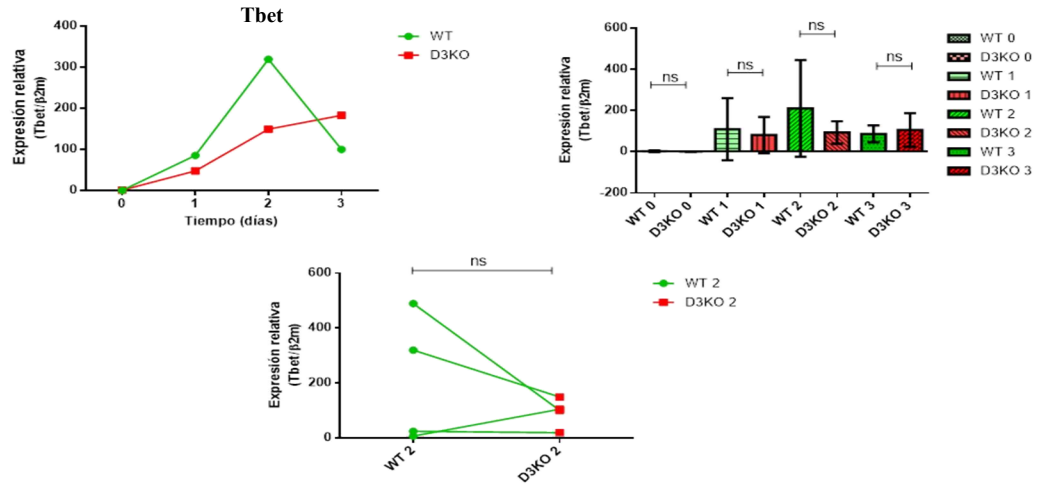 Tbet
Expresión relativa
(Tbet/β2m)
400
300
200
100
0
0 1 2 3
Tiempo (días)
WT
D3KO
Expresión relativa
(Tbet/β2m)
600
400
200
0
-200
ns
ns
ns
ns
WT 0
D3KO 0
WT 1
D3KO 1
WT 2
D3KO 2
WT 3
D3KO 3
WT 0
D3KO 0
WT 1
D3KO 1
WT 2
D3KO 2
WT 3
D3KO 3
Expresión relativa
(Tbet/β2m)
600
400
200
0
ns
WT 2
D3KO 2
WT 2
D3KO 2